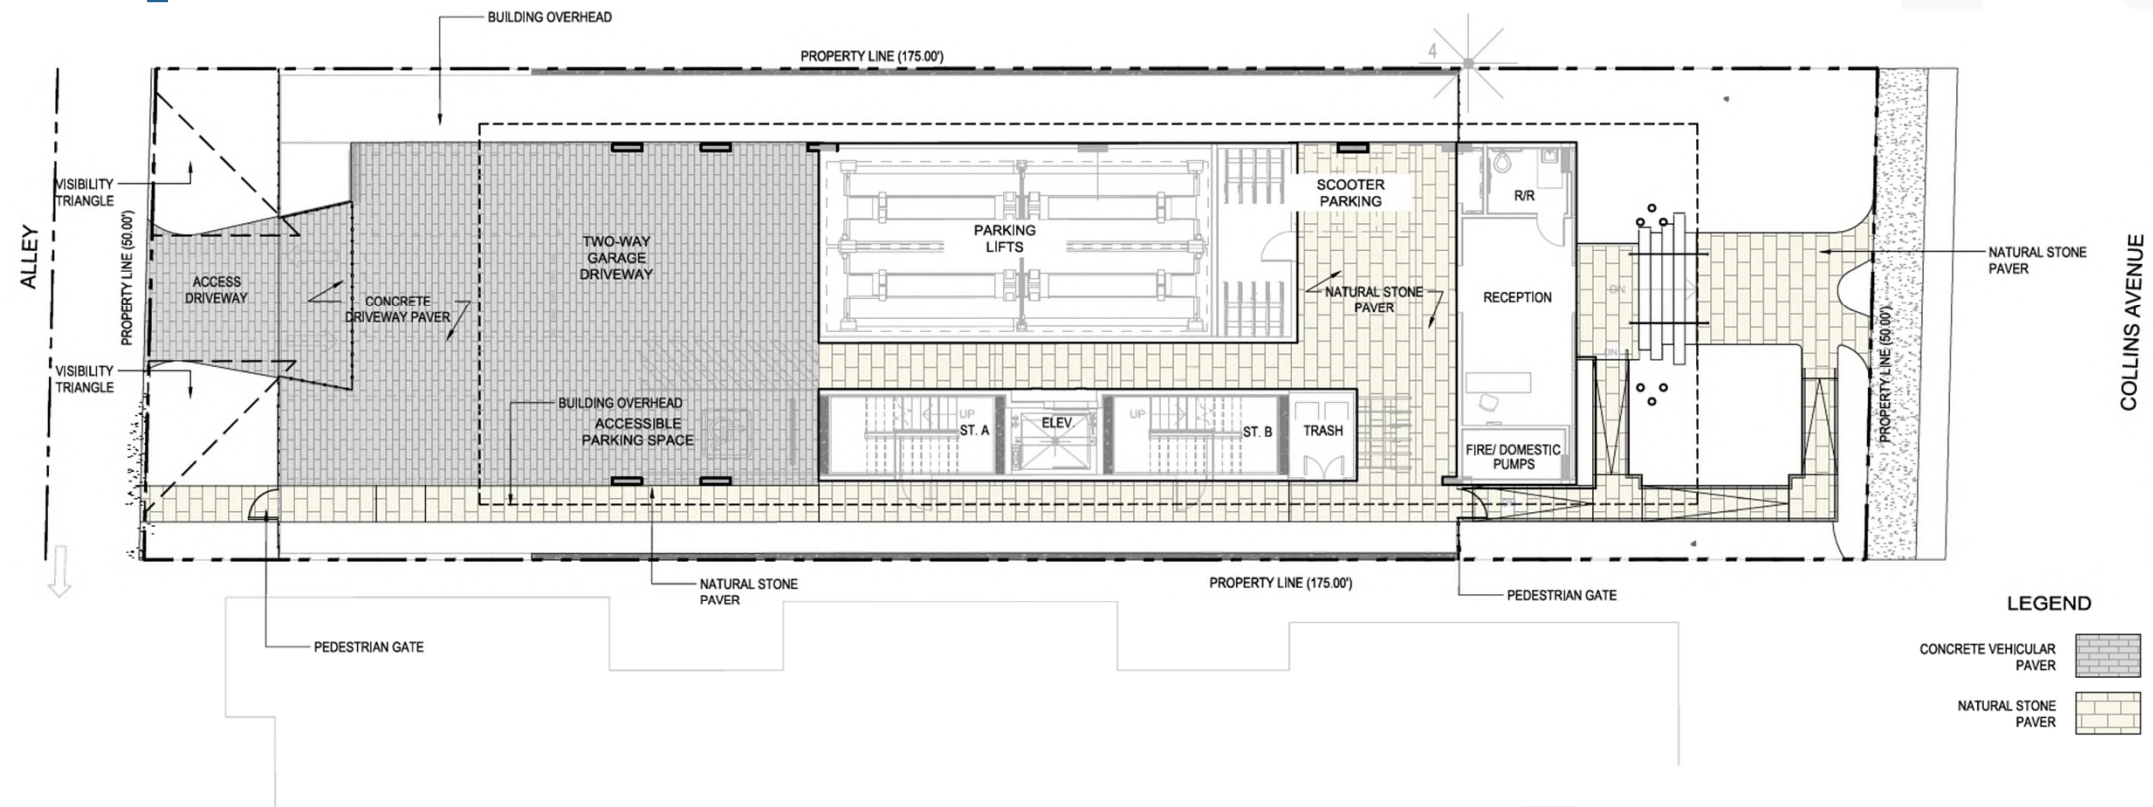 BUILDING OVERHEAD
PROPERTY LINE (175.00')
4
VISIBILITY
TRIANGLE
ALLEY
PROPERTY LINE (50.00')
ACCESS
DRIVEWAY
CONCRETE
DRIVEWAY PAVER
TWO-WAY
GARAGE
DRIVEWAY
PARKING
LIFTS
SCOOTER
PARKING
R/R
NATURAL STONE
PAVER
RECEPTION
DN
DN
NATURAL STONE
PAVER
COLLINS AVENUE
PROPERTY LINE (50.00')
VISIBILITY
TRIANGLE
BUILDING OVERHEAD
ACCESSIBLE
PARKING SPACE
UP
ST. A
ELEV.
UP
ST. B
TRASH
FIRE/ DOMESTIC
PUMPS
NATURAL STONE
PAVER
PROPERTY LINE (175.00')
PEDESTRIAN GATE
PEDESTRIAN GATE
LEGEND
CONCRETE VEHICULAR
PAVER
NATURAL STONE
PAVER